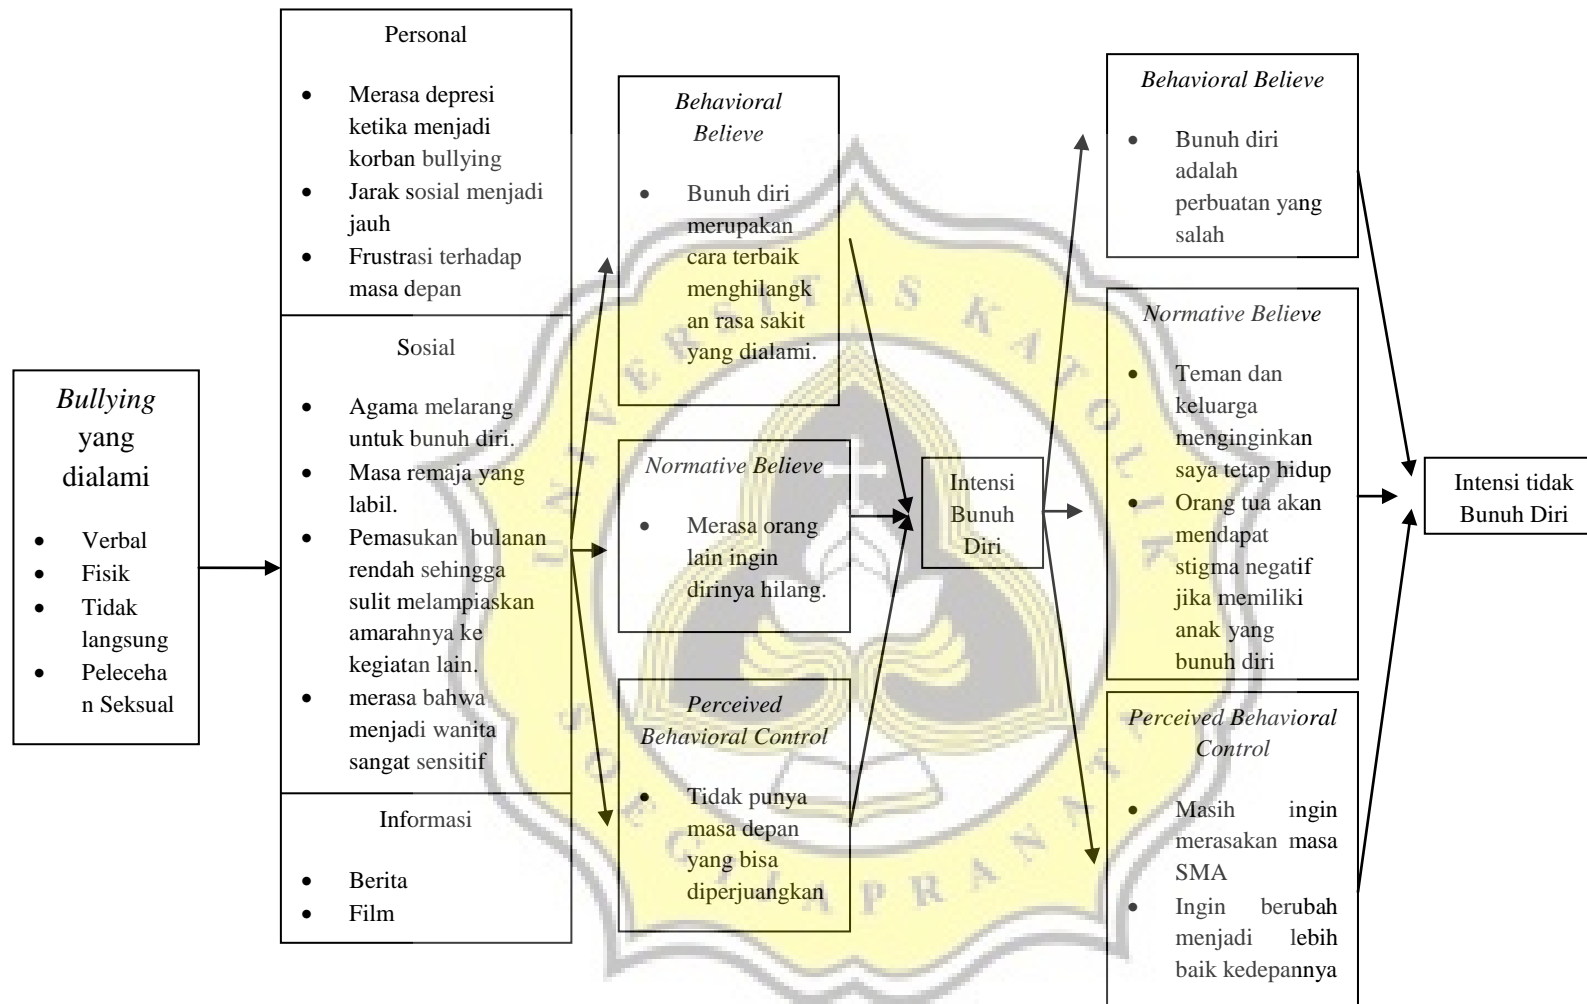 Bullying
yang
dialami
• Verbal
• Fisik
• Tidak
langsung
• Peleceha
n Seksual
Personal
• Merasa depresi
ketika menjadi
korban bullying
• Jarak sosial menjadi
jauh
• Frustrasi terhadap
masa depan
Sosial
• Agama melarang
untuk bunuh diri.
• Masa remaja yang
labil.
• Pemasukan bulanan
rendah sehingga
sulit melampiaskan
amarahnya ke
kegiatan lain.
• merasa bahwa
menjadi wanita
sangat sensitif
Informasi
• Berita
• Film
Behavioral
Believe
• Bunuh diri
merupakan
cara terbaik
menghilangk
an rasa sakit
yang dialami.
Normative Believe
• Merasa orang
lain ingin
dirinya hilang.
Perceived
Behavioral Control
• Tidak punya
masa depan
yang bisa
diperjuangkan
Intensi
Bunuh
Diri
Behavioral Believe
• Bunuh diri
adalah
perbuatan yang
salah
Normative Believe
• Teman dan
keluarga
menginginkan
saya tetap hidup
• Orang tua akan
mendapat
stigma negatif
jika memiliki
anak yang
bunuh diri
Perceived Behavioral
Control
• Masih ingin
merasakan masa
SMA
• Ingin berubah
menjadi lebih
baik kedepannya
Intensi tidak
Bunuh Diri
UNIVERSITAS KATOLIK
SOEGIJAPRANATA